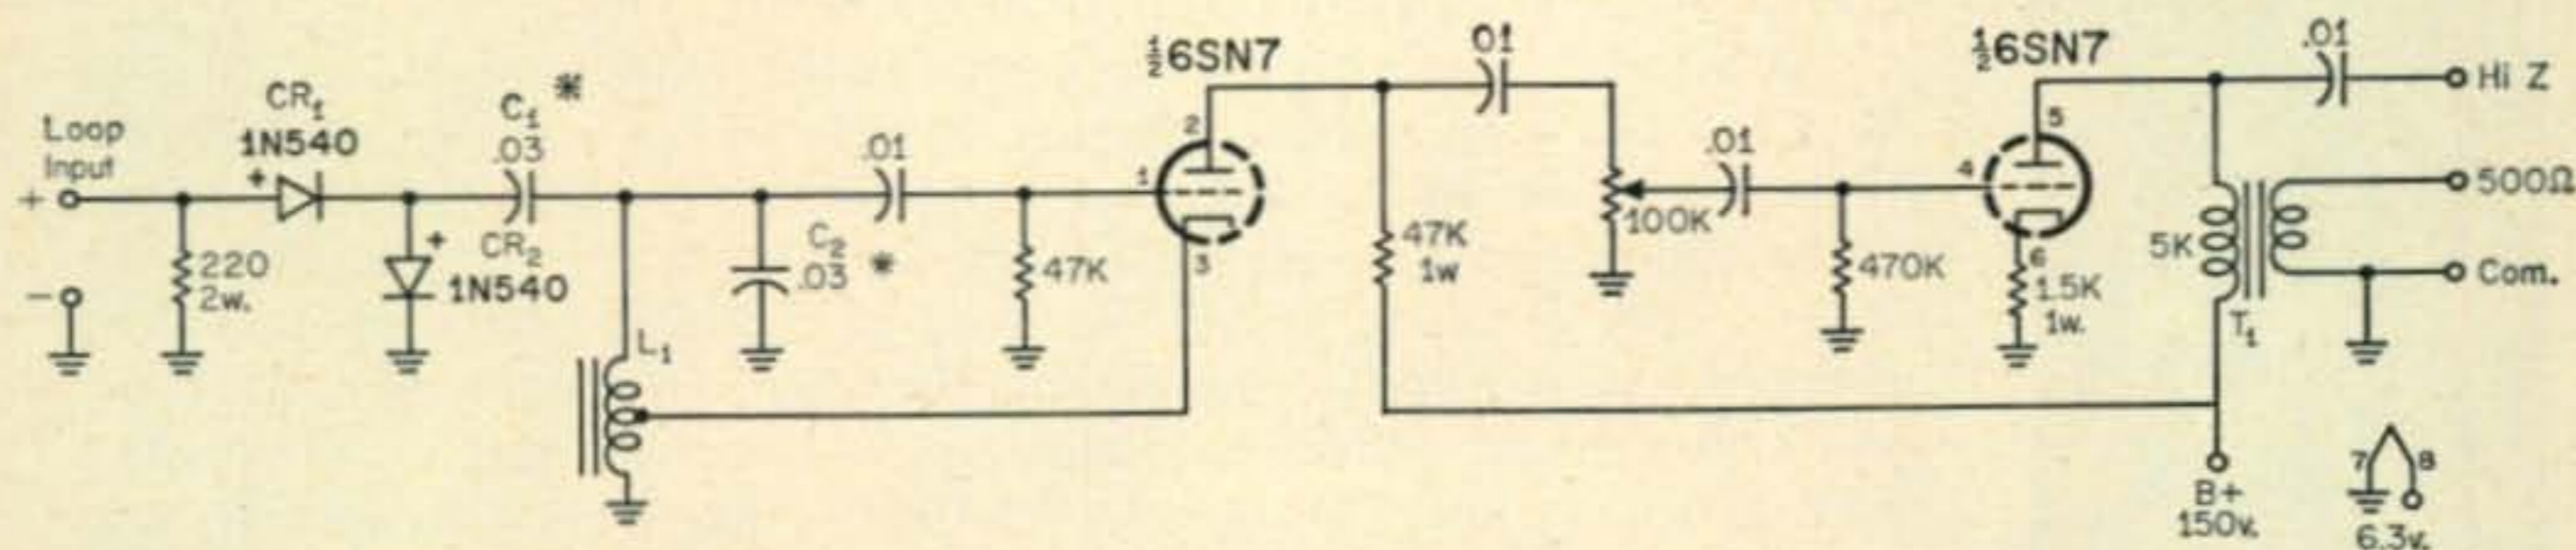 Loop
Input
+
-
220
2w.
CR₁
1N540
+
+
CR₂
1N540
C₁ *
.03
L₁
C₂
.03 *
.01
47K
½6SN7
2
1
3
47K
1w
01
100K
.01
470K
½6SN7
5
4
6
1.5K
1w.
.01
Hi Z
500Ω
Com.
5K
T₁
B+
150v.
7 8
6.3v.